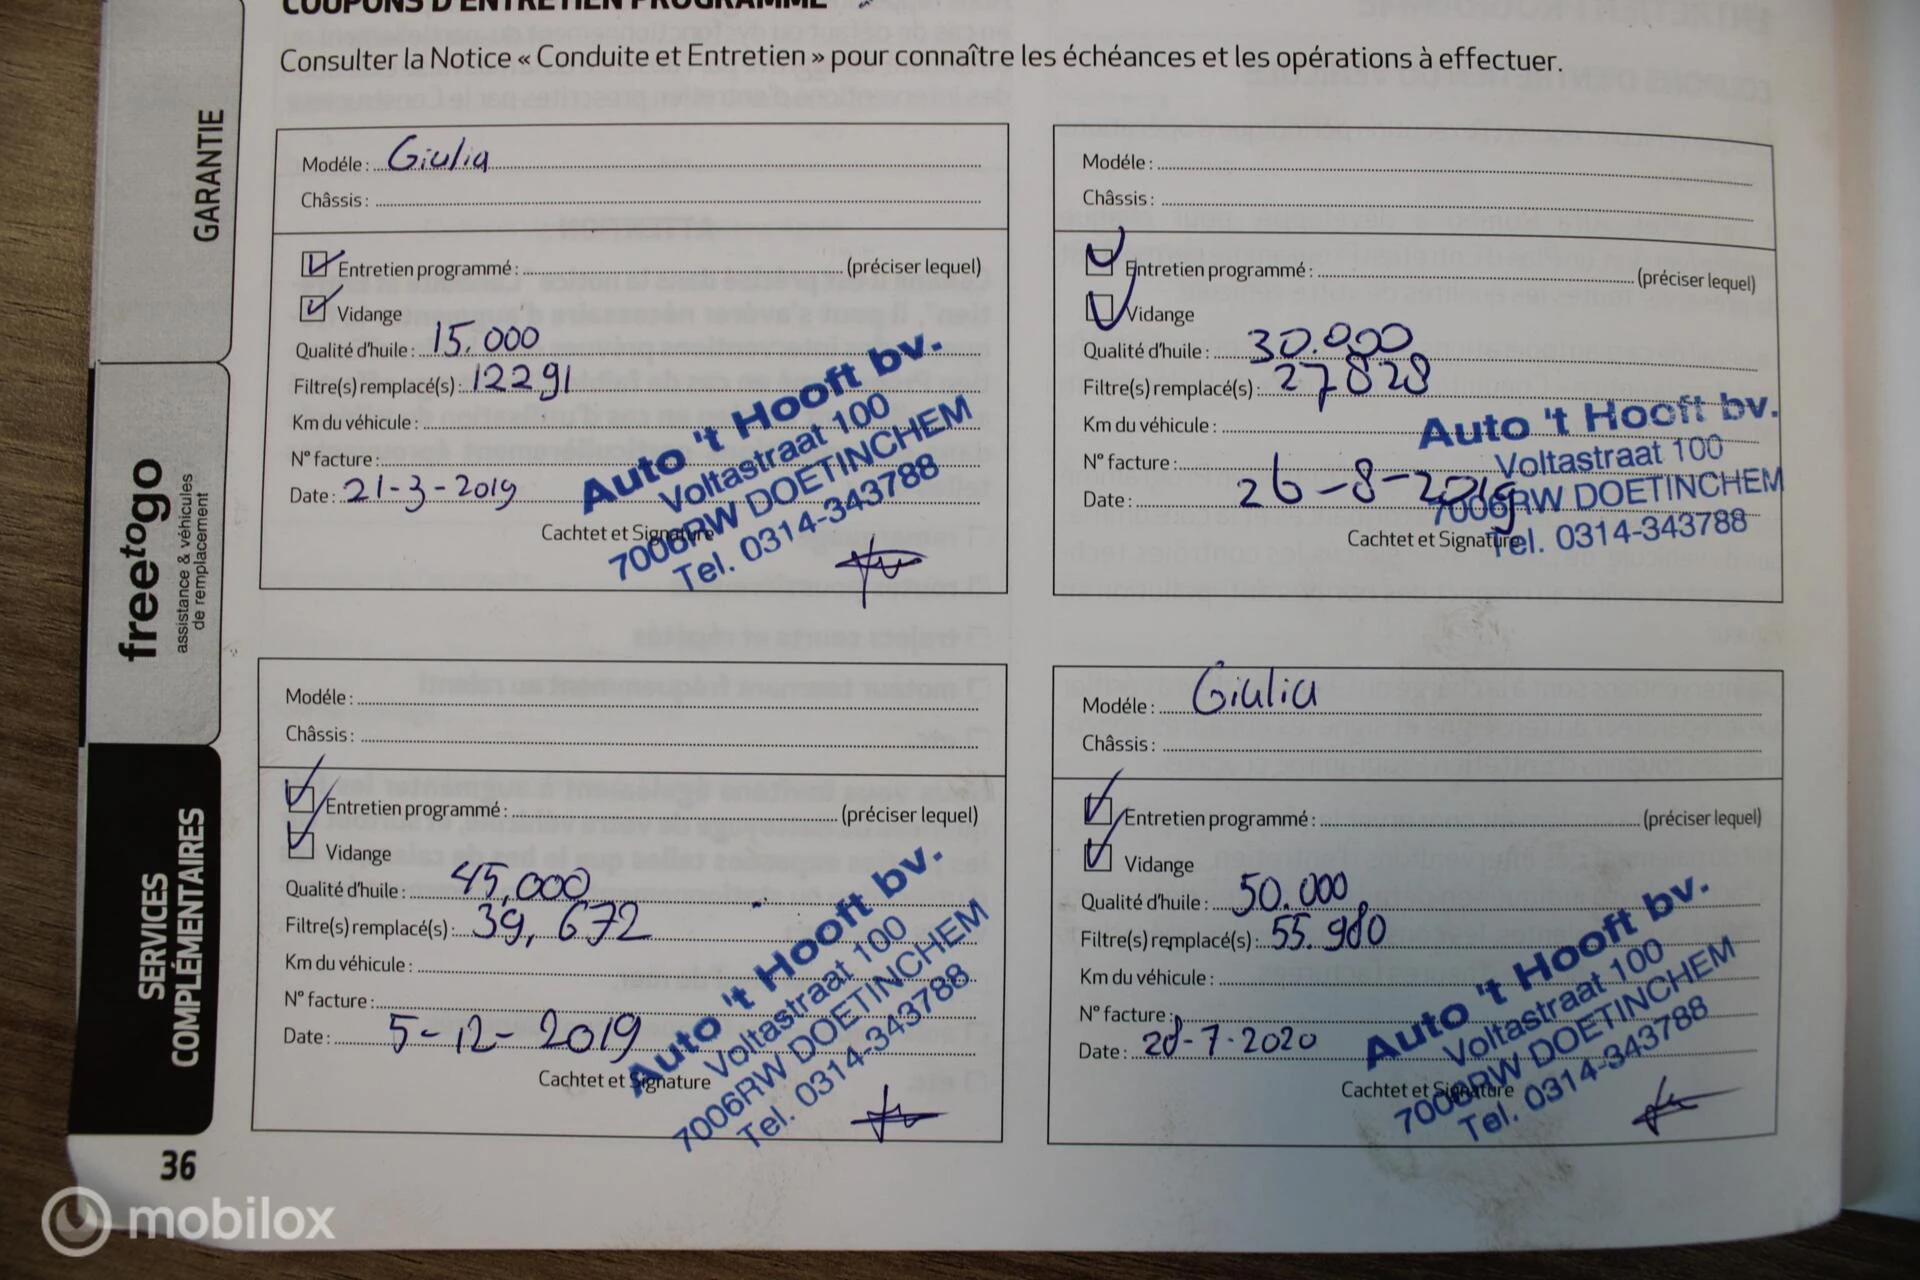 COUPONS D'ENTRETIEN PROGRAMMÉ
Consulter la Notice « Conduite et Entretien » pour connaître les échéances et les opérations à effectuer.
GARANTIE
freetogo
assistance & véhicules
de remplacement
SERVICES
COMPLÉMENTAIRES
36
Modéle : Giulia
Châssis :
Entretien programmé : (préciser lequel)
Vidange
Qualité d'huile : 15.000
Filtre(s) remplacé(s) : 12291
Km du véhicule :
N° facture :
Date : 21-3-2019
Cachtet et Signature
Auto 't Hooft bv.
Voltastraat 100
7006RW DOETINCHEM
Tel. 0314-343788
Modéle :
Châssis :
Entretien programmé : (préciser lequel)
Vidange
Qualité d'huile : 30.000
Filtre(s) remplacé(s) : 27828
Km du véhicule :
N° facture :
Date : 26-8-2019
Cachtet et Signature
Auto 't Hooft bv.
Voltastraat 100
7006RW DOETINCHEM
Tel. 0314-343788
Modéle :
Châssis :
Entretien programmé : (préciser lequel)
Vidange
Qualité d'huile : 45,000
Filtre(s) remplacé(s) : 39,672
Km du véhicule :
N° facture :
Date : 5-12-2019
Cachtet et Signature
Auto 't Hooft bv.
Voltastraat 100
7006RW DOETINCHEM
Tel. 0314-343788
Modéle : Giulia
Châssis :
Entretien programmé : (préciser lequel)
Vidange
Qualité d'huile : 50.000
Filtre(s) remplacé(s) : 55.980
Km du véhicule :
N° facture :
Date : 28-7-2020
Cachtet et Signature
Auto 't Hooft bv.
Voltastraat 100
7006RW DOETINCHEM
Tel. 0314-343788
mobilox